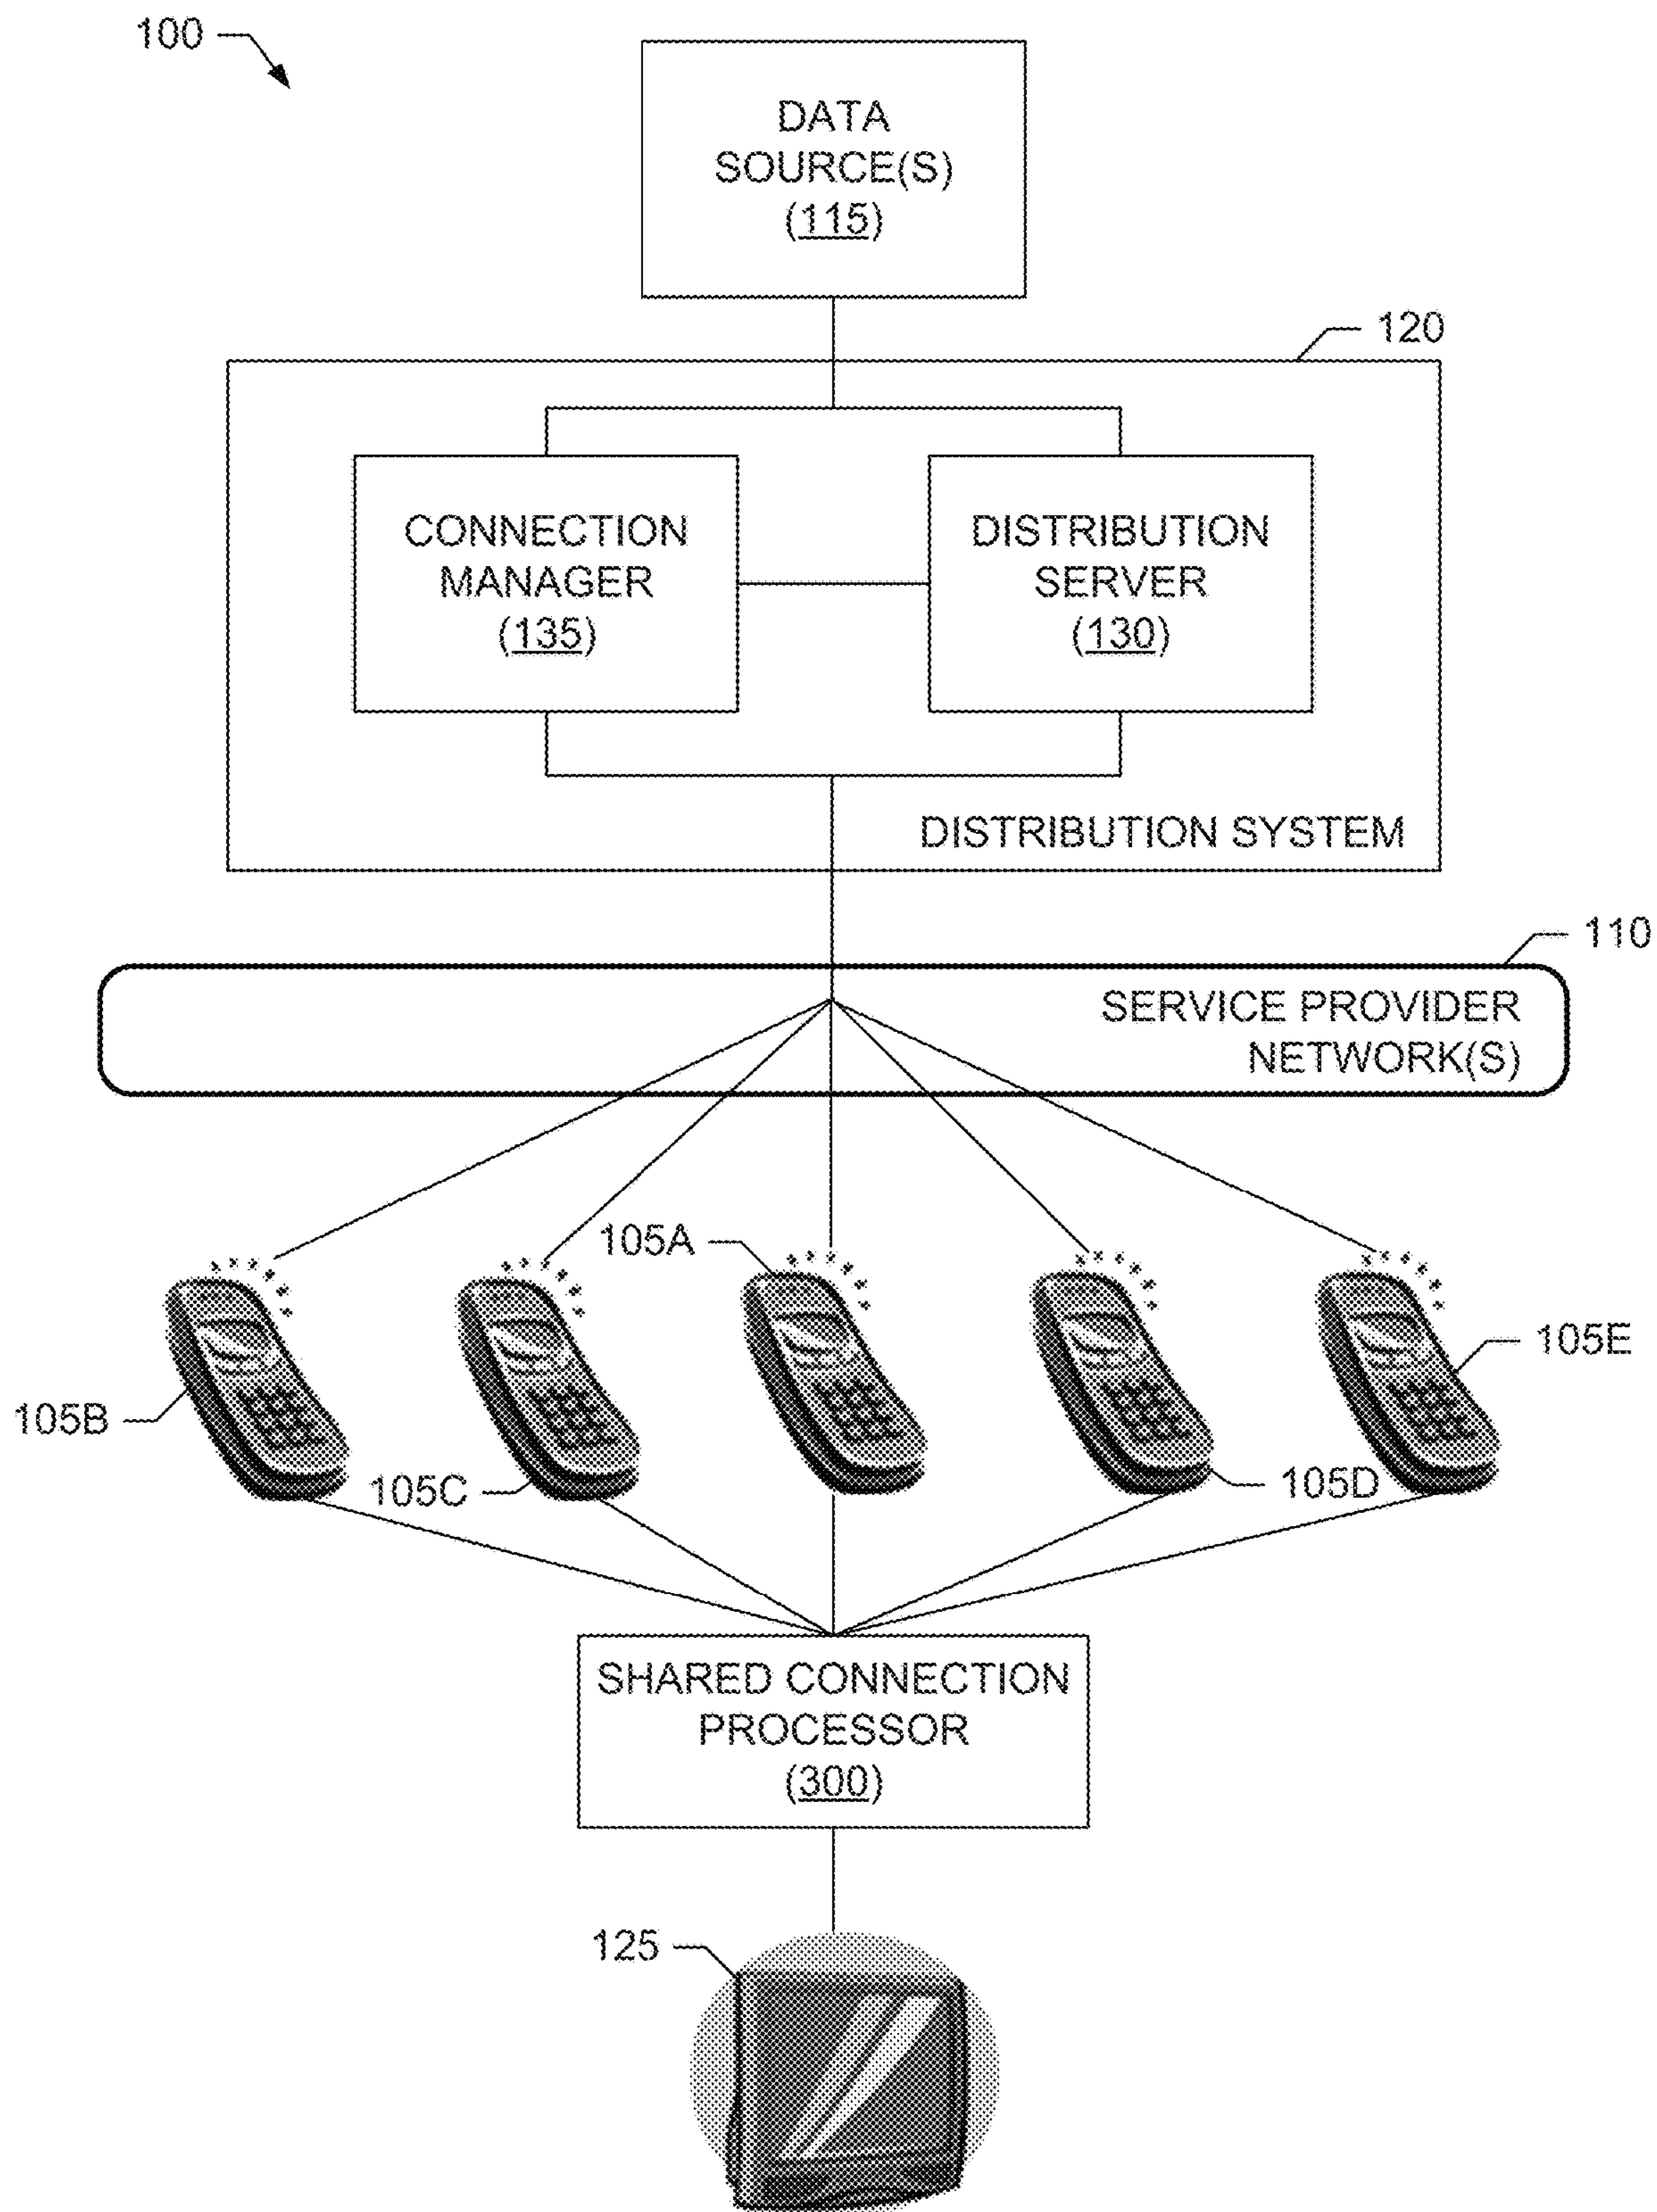 100
DATA
SOURCE(S)
(115)
120
CONNECTION
MANAGER
(135)
DISTRIBUTION
SERVER
(130)
DISTRIBUTION SYSTEM
110
SERVICE PROVIDER
NETWORK(S)
105A
105E
105B
105C
105D
SHARED CONNECTION
PROCESSOR
(300)
125